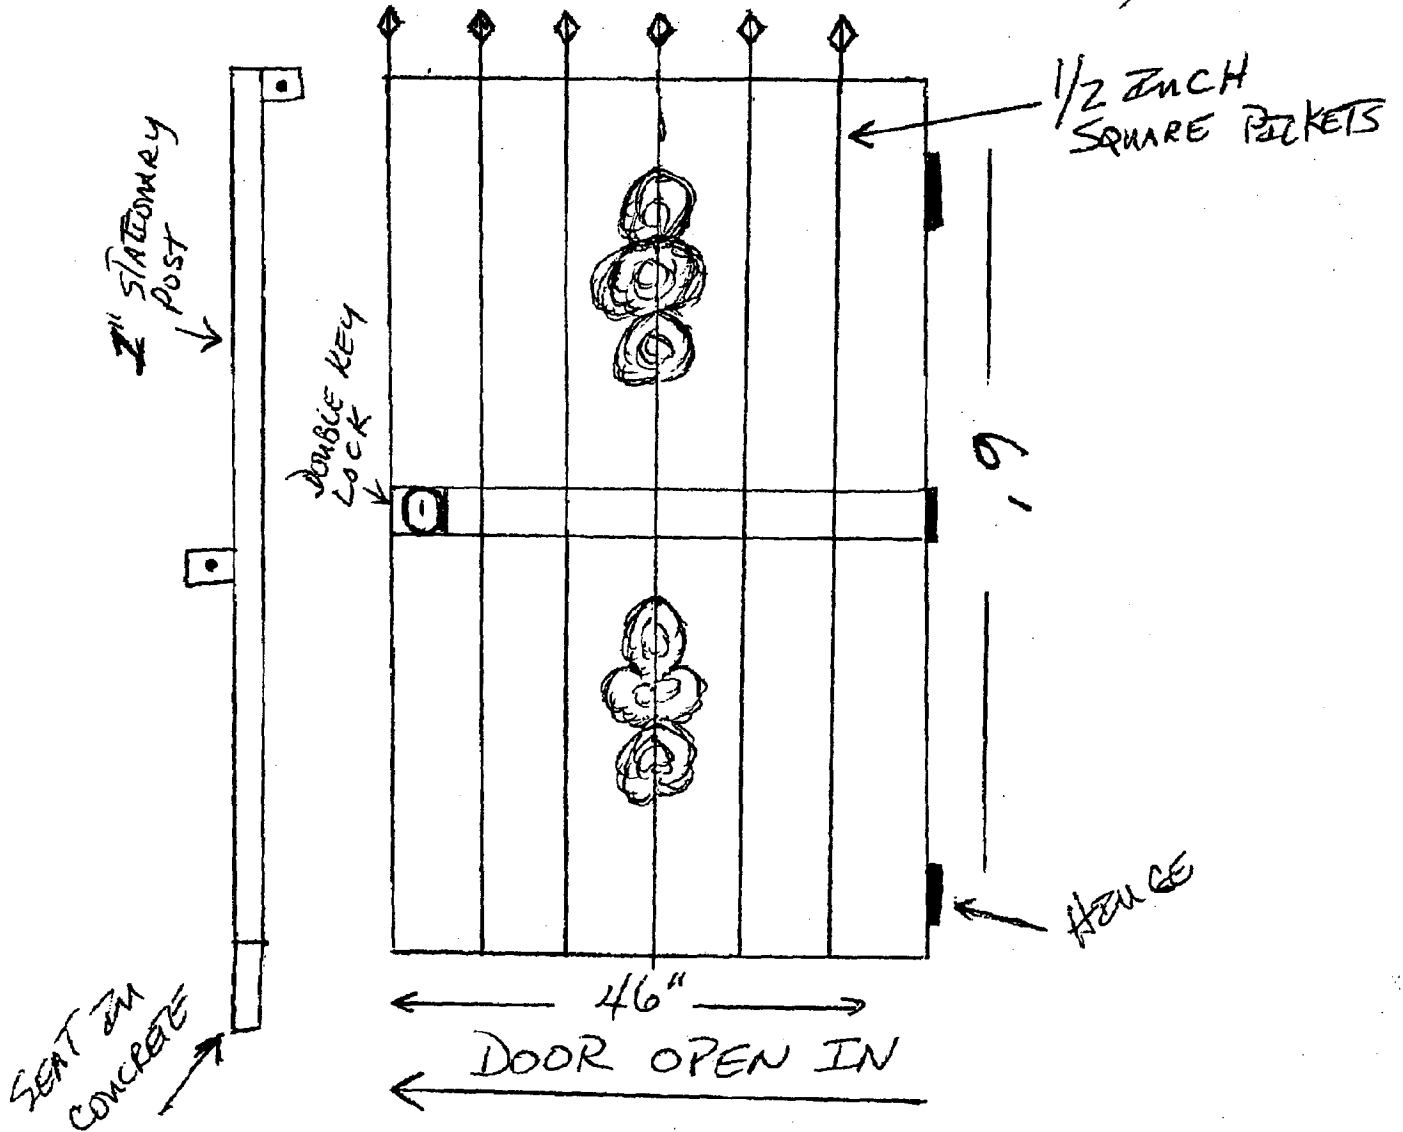 1/2 INCH
SQUARE PICKETS
2" STATIONARY
POST
DOUBLE KEY
LOCK
6'
HINGE
46"
DOOR OPEN IN
SEAT IN
CONCRETE